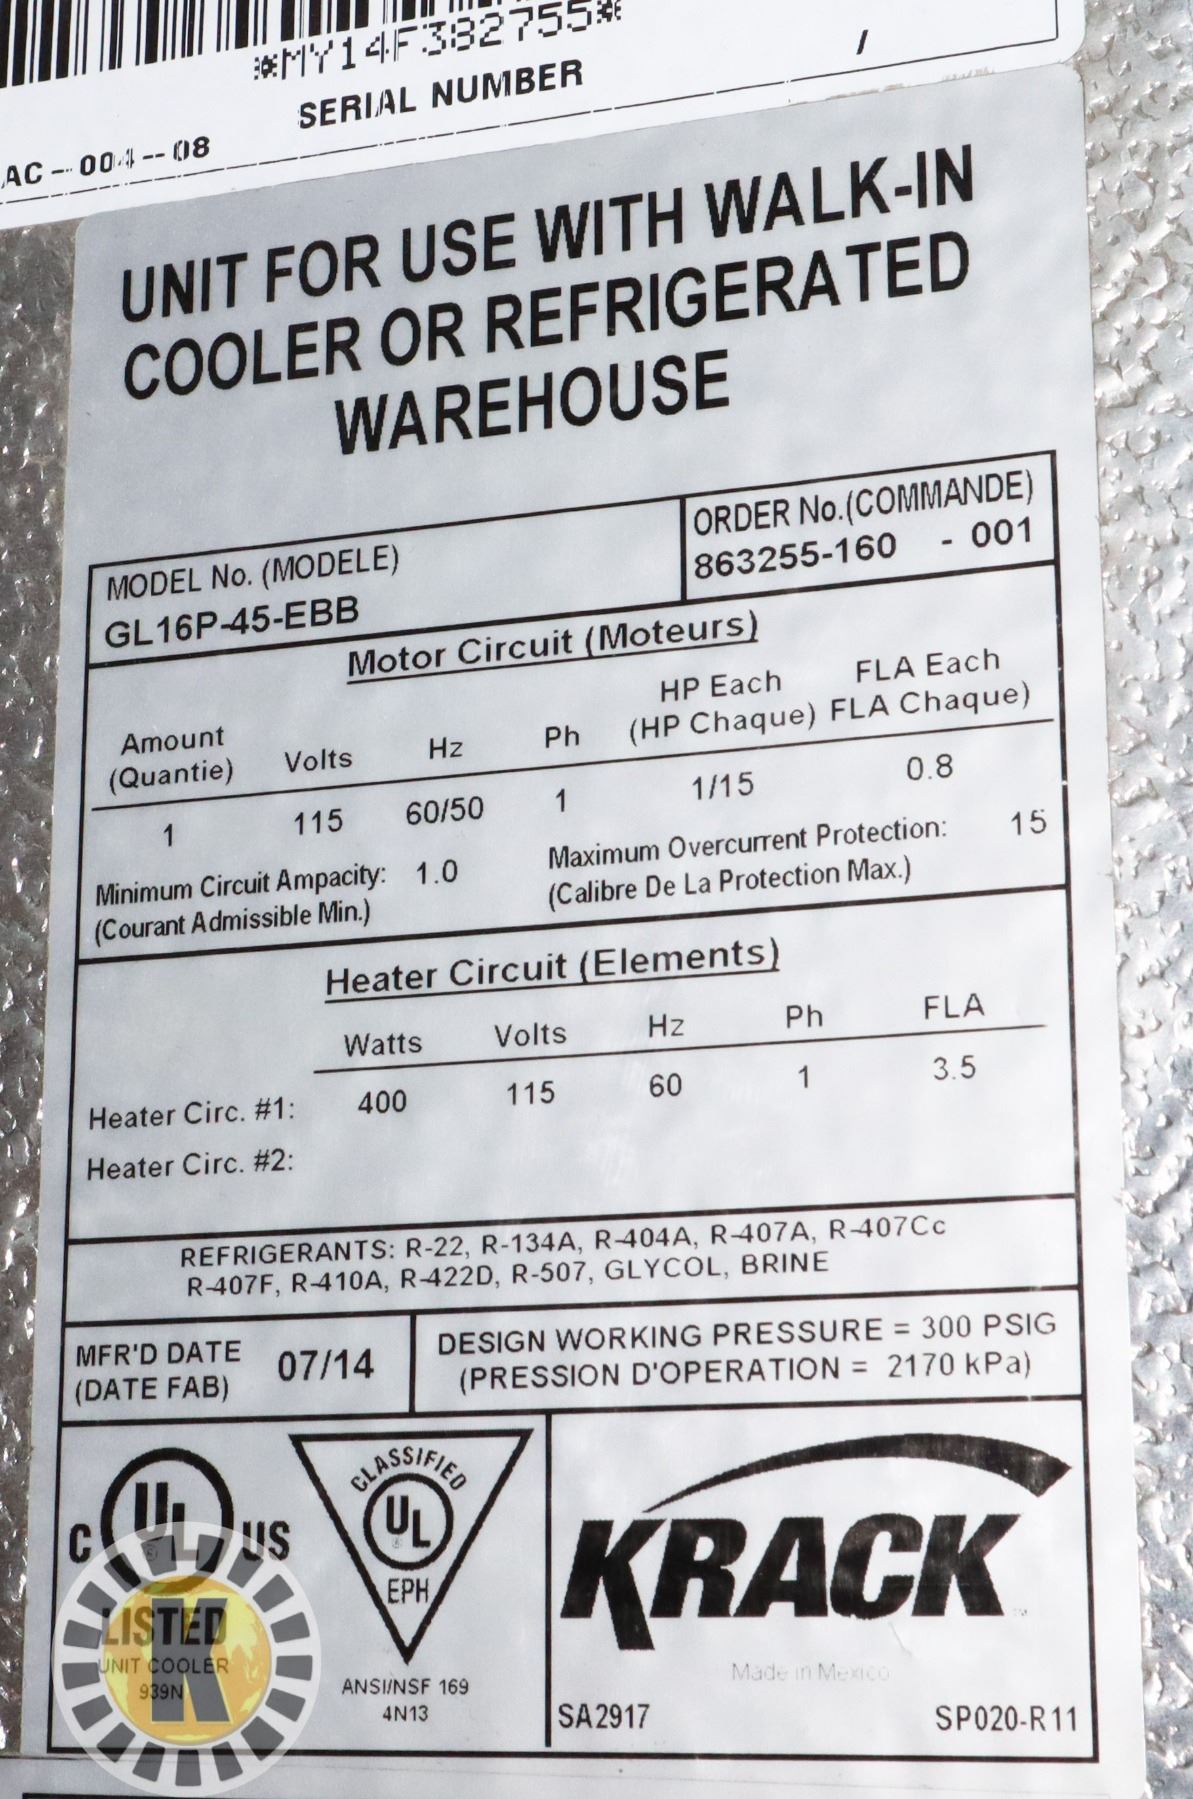 *MY14F382755*
SERIAL NUMBER
/
AC-004-08
UNIT FOR USE WITH WALK-IN
COOLER OR REFRIGERATED
WAREHOUSE
MODEL No. (MODELE)
GL16P-45-EBB
ORDER No.(COMMANDE)
863255-160 - 001
Motor Circuit (Moteurs)
Amount Volts Hz Ph HP Each FLA Each
(Quantie) (HP Chaque) FLA Chaque)
1 115 60/50 1 1/15 0.8
Minimum Circuit Ampacity: 1.0 Maximum Overcurrent Protection: 15
(Courant Admissible Min.) (Calibre De La Protection Max.)
Heater Circuit (Elements)
Watts Volts Hz Ph FLA
Heater Circ. #1: 400 115 60 1 3.5
Heater Circ. #2:
REFRIGERANTS: R-22, R-134A, R-404A, R-407A, R-407Cc
R-407F, R-410A, R-422D, R-507, GLYCOL, BRINE
MFR'D DATE 07/14
(DATE FAB)
DESIGN WORKING PRESSURE = 300 PSIG
(PRESSION D'OPERATION = 2170 kPa)
C UL US
LISTED
UNIT COOLER
939N
K
CLASSIFIED
UL
EPH
ANSI/NSF 169
4N13
KRACK
Made in Mexico
SA2917 SP020-R11